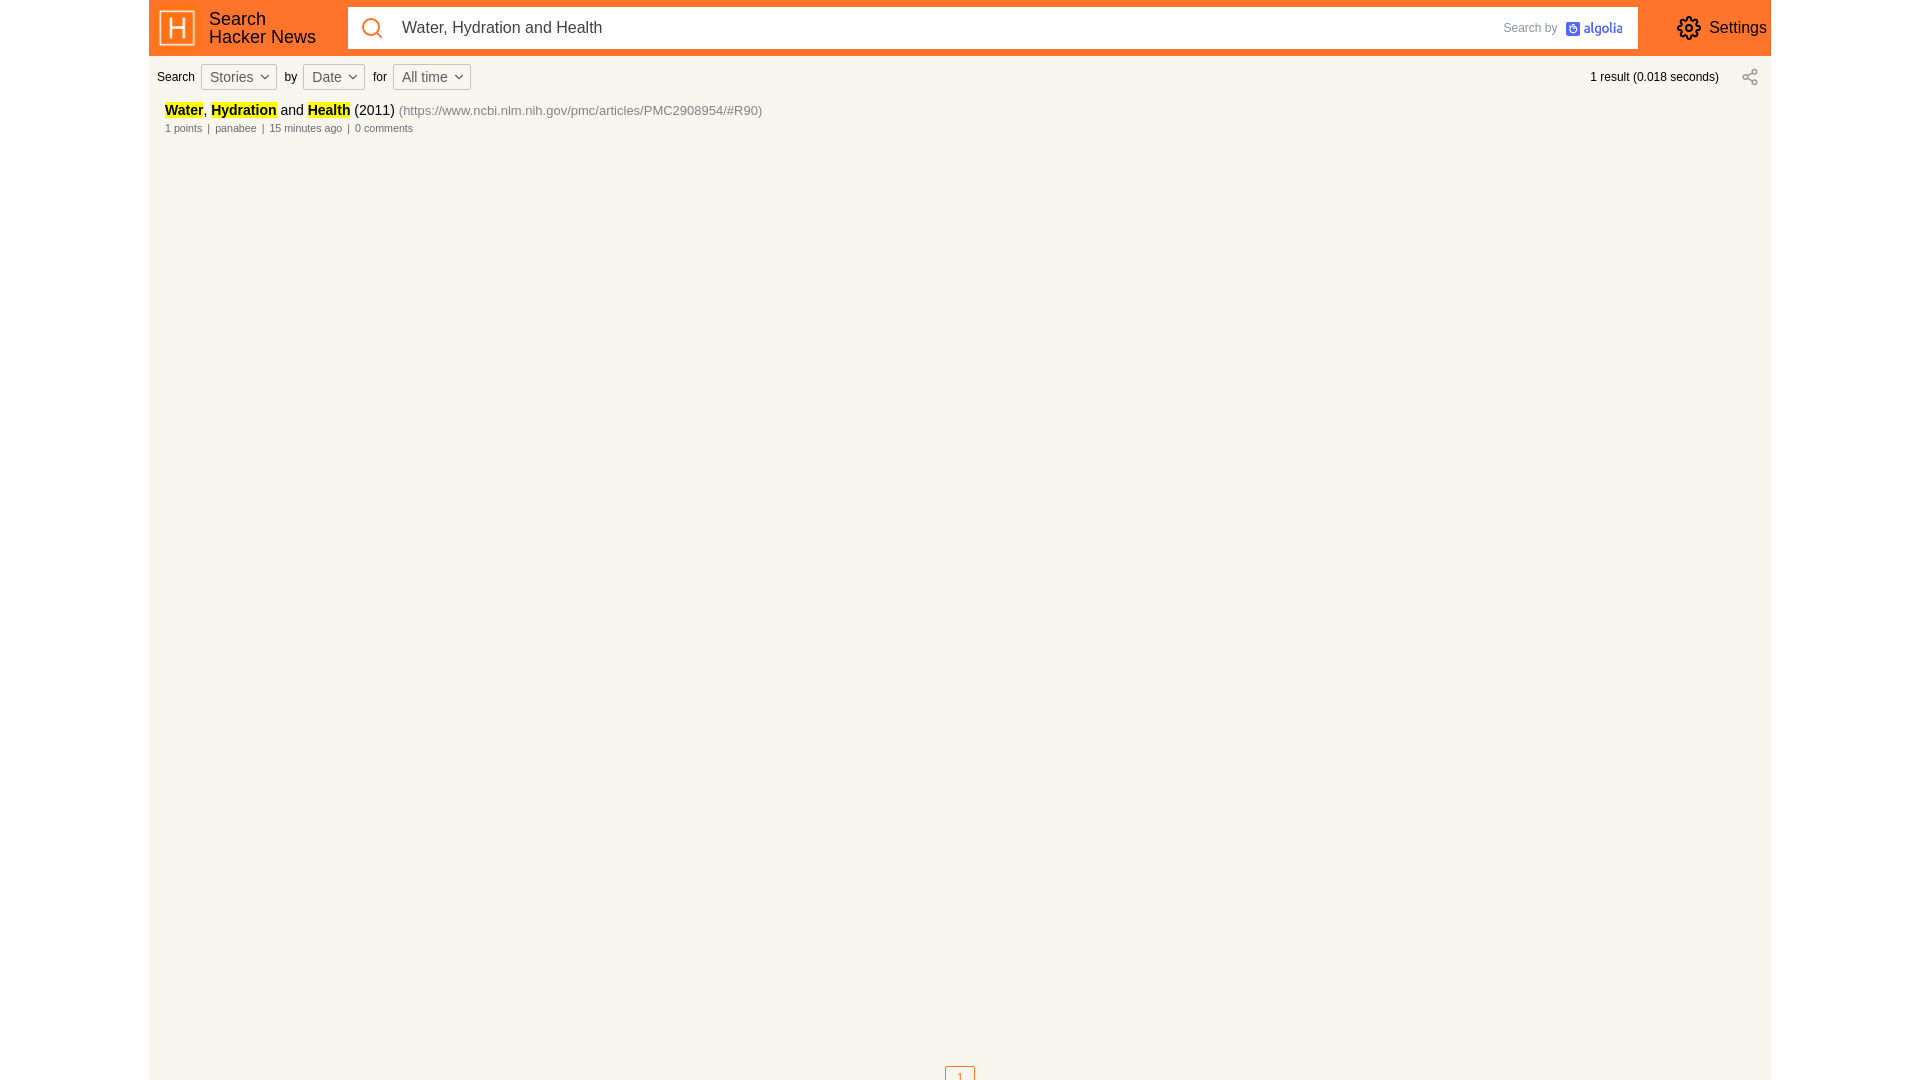 Search
Hacker News
Water, Hydration and Health
Search by algolia
Settings
Search Stories by Date for All time
1 result (0.018 seconds)
Water, Hydration and Health (2011) (https://www.ncbi.nlm.nih.gov/pmc/articles/PMC2908954/#R90)
1 points | panabee | 15 minutes ago | 0 comments
1